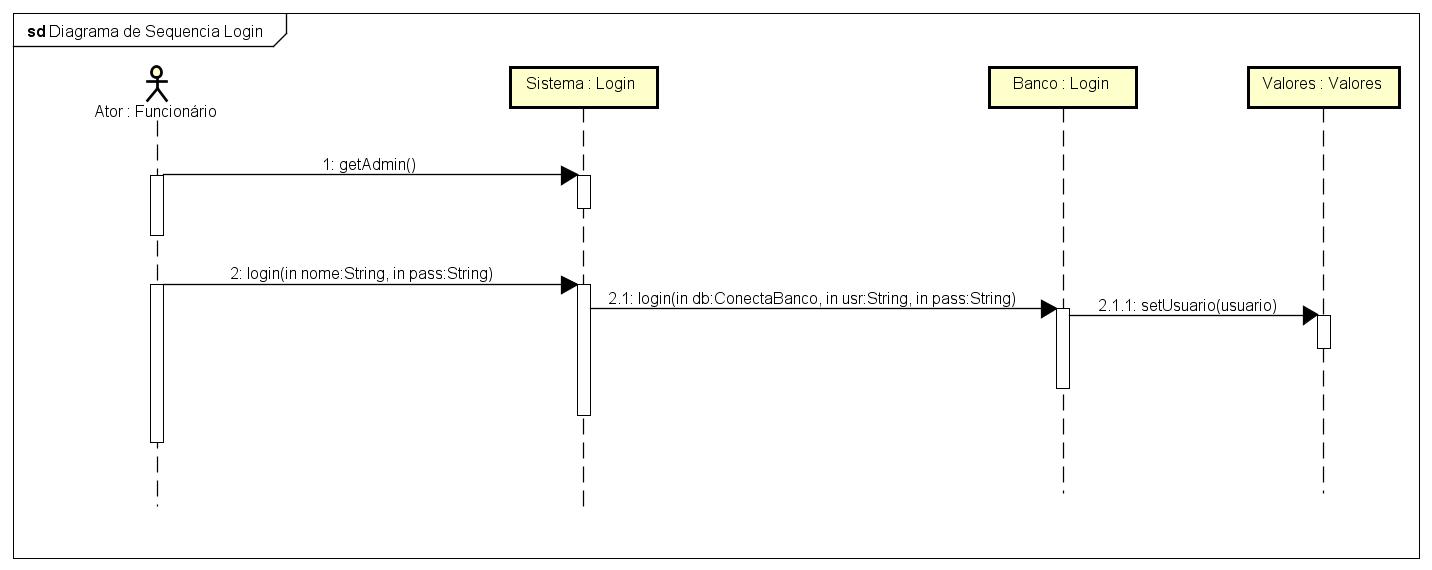 sd Diagrama de Sequencia Login
Ator : Funcionário
Sistema : Login
Banco : Login
Valores : Valores
1: getAdmin()
2: login(in nome:String, in pass:String)
2.1: login(in db:ConectaBanco, in usr:String, in pass:String)
2.1.1: setUsuario(usuario)